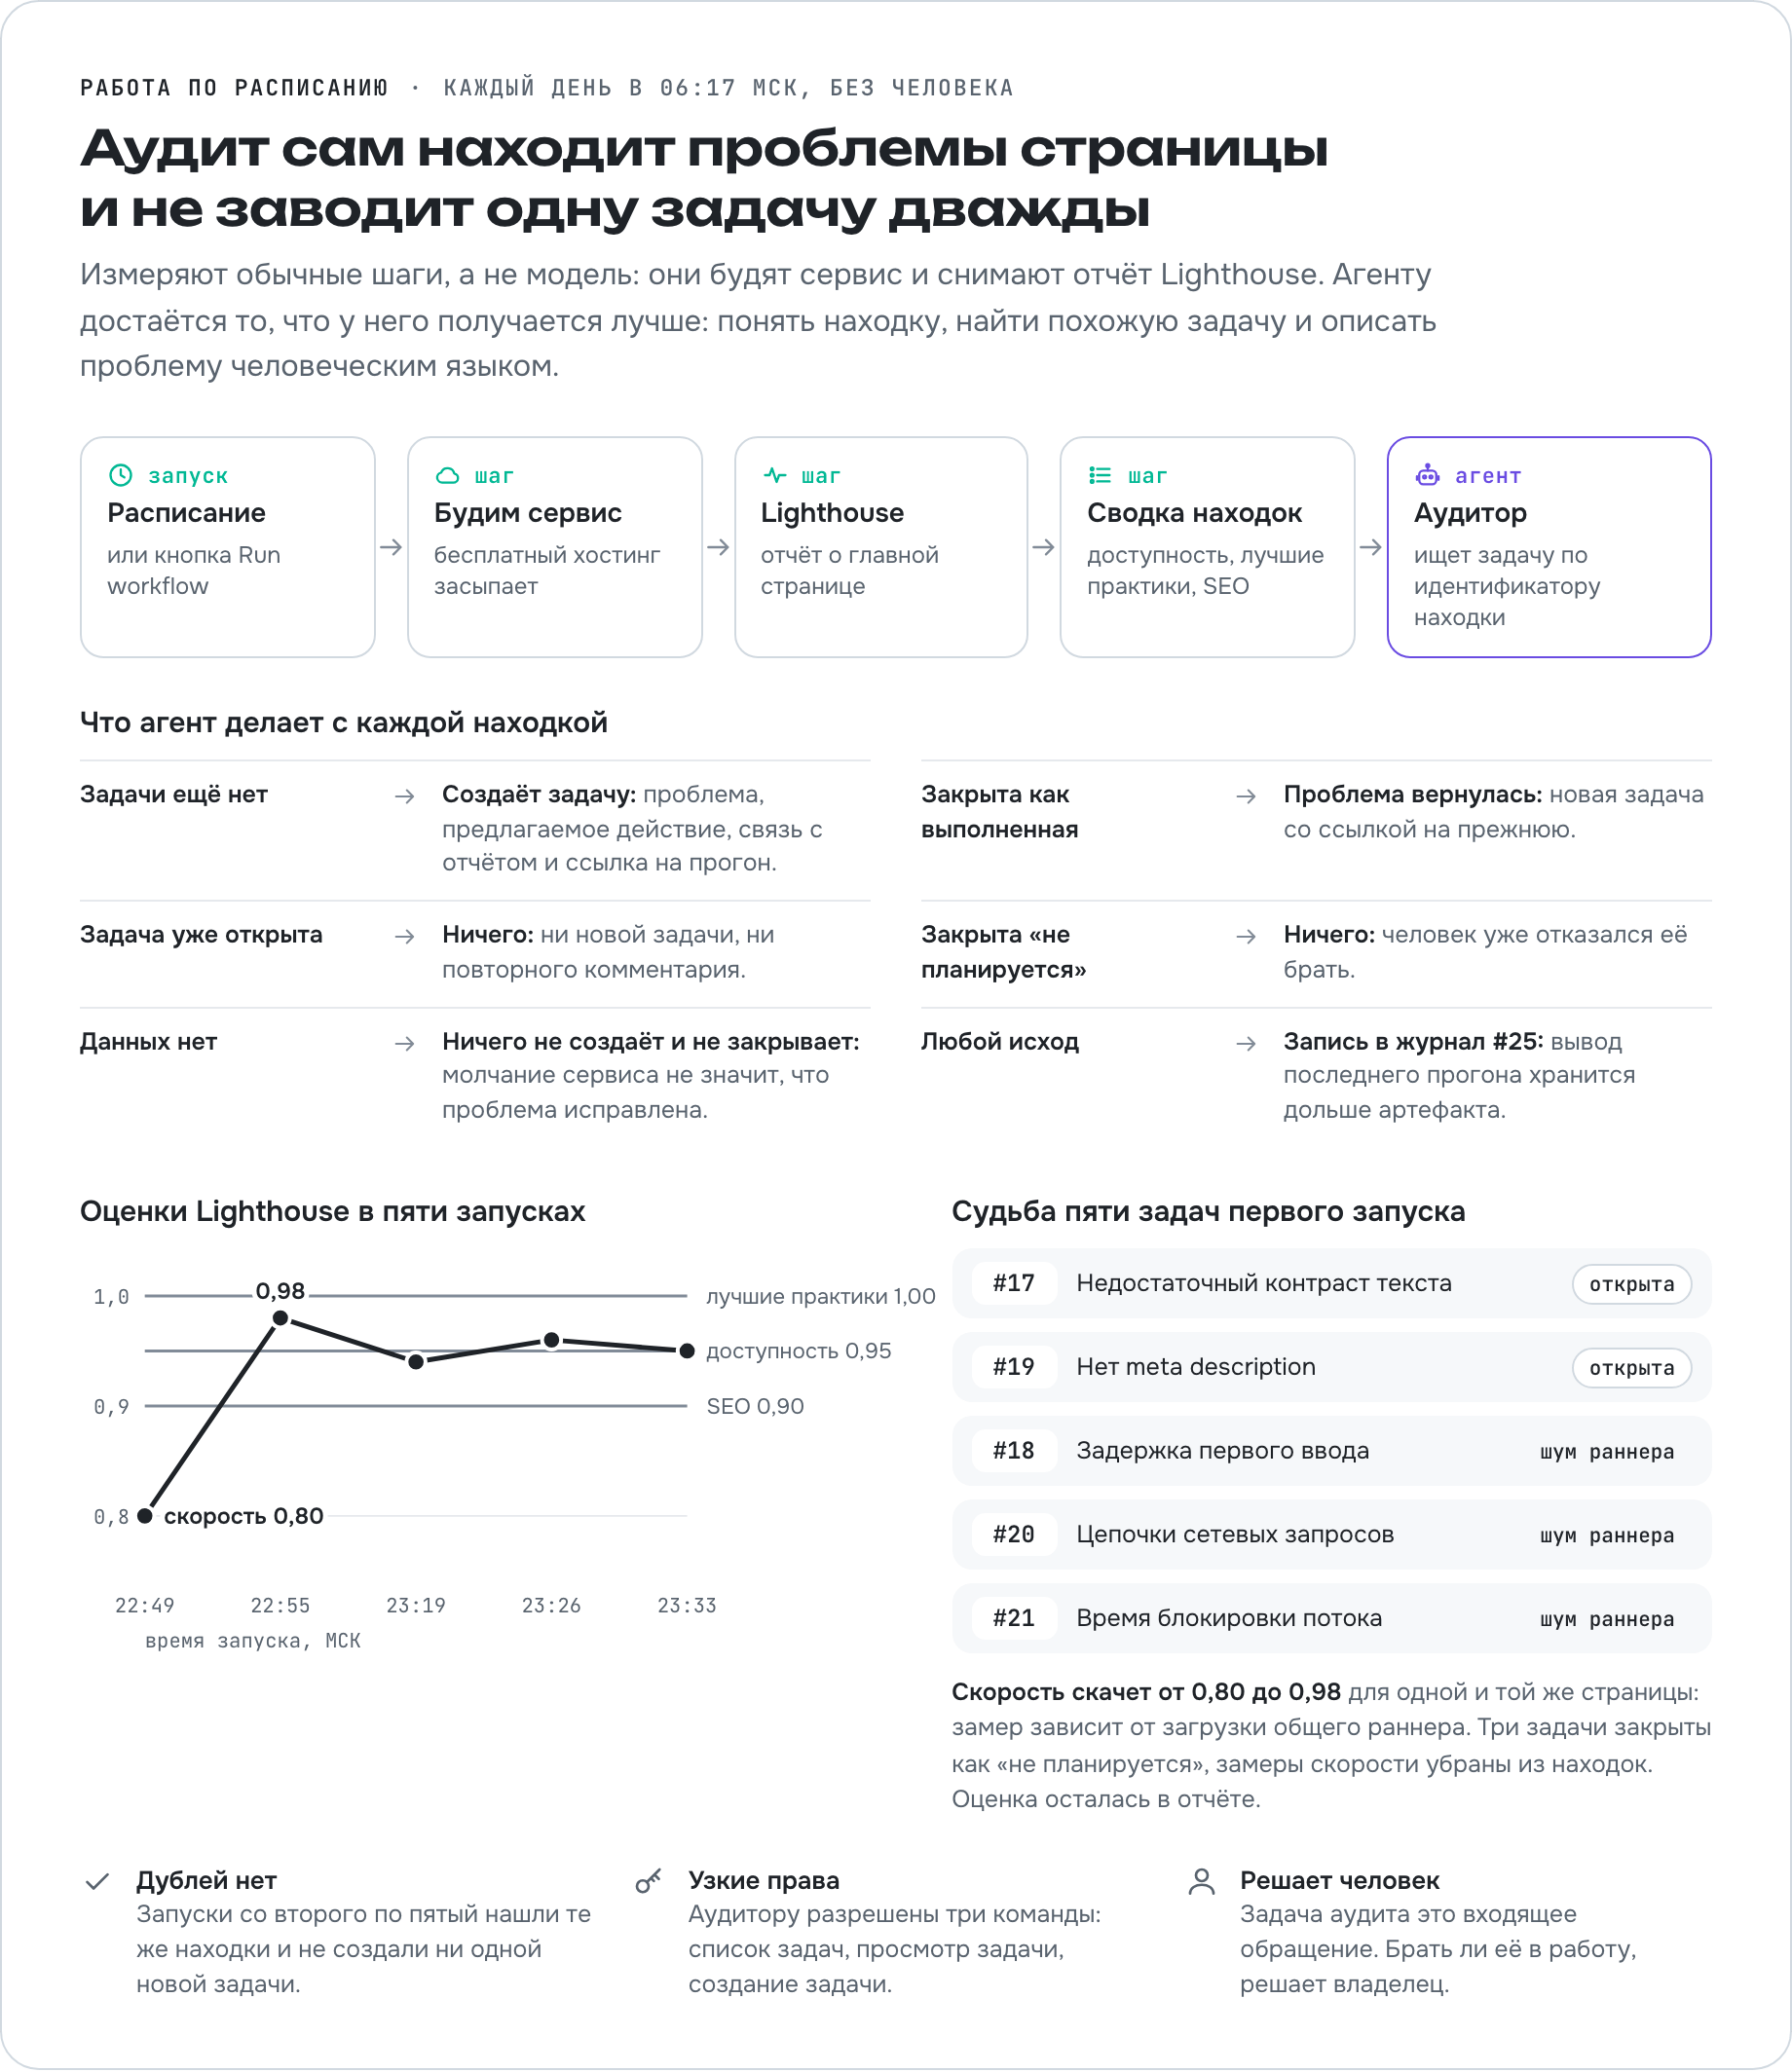 РАБОТА ПО РАСПИСАНИЮ · КАЖДЫЙ ДЕНЬ В 06:17 МСК, БЕЗ ЧЕЛОВЕКА
Аудит сам находит проблемы страницы
и не заводит одну задачу дважды
Измеряют обычные шаги, а не модель: они будят сервис и снимают отчёт Lighthouse. Агенту
достаётся то, что у него получается лучше: понять находку, найти похожую задачу и описать
проблему человеческим языком.
запуск
Расписание
или кнопка Run
workflow
шаг
Будим сервис
бесплатный хостинг
засыпает
шаг
Lighthouse
отчёт о главной
странице
шаг
Сводка находок
доступность, лучшие
практики, SEO
агент
Аудитор
ищет задачу по
идентификатору
находки
Что агент делает с каждой находкой
Задачи ещё нет
Создаёт задачу: проблема,
предлагаемое действие, связь с
отчётом и ссылка на прогон.
Закрыта как
выполненная
Проблема вернулась: новая задача
со ссылкой на прежнюю.
Задача уже открыта
Ничего: ни новой задачи, ни
повторного комментария.
Закрыта «не
планируется»
Ничего: человек уже отказался её
брать.
Данных нет
Ничего не создаёт и не закрывает:
молчание сервиса не значит, что
проблема исправлена.
Любой исход
Запись в журнал #25: вывод
последнего прогона хранится
дольше артефакта.
Оценки Lighthouse в пяти запусках
1,0
0,98
лучшие практики 1,00
доступность 0,95
0,9
SEO 0,90
0,8
скорость 0,80
22:49 22:55 23:19 23:26 23:33
время запуска, МСК
Судьба пяти задач первого запуска
#17 Недостаточный контраст текста открыта
#19 Нет meta description открыта
#18 Задержка первого ввода шум раннера
#20 Цепочки сетевых запросов шум раннера
#21 Время блокировки потока шум раннера
Скорость скачет от 0,80 до 0,98 для одной и той же страницы:
замер зависит от загрузки общего раннера. Три задачи закрыты
как «не планируется», замеры скорости убраны из находок.
Оценка осталась в отчёте.
Дублей нет
Запуски со второго по пятый нашли те
же находки и не создали ни одной
новой задачи.
Узкие права
Аудитору разрешены три команды:
список задач, просмотр задачи,
создание задачи.
Решает человек
Задача аудита это входящее
обращение. Брать ли её в работу,
решает владелец.